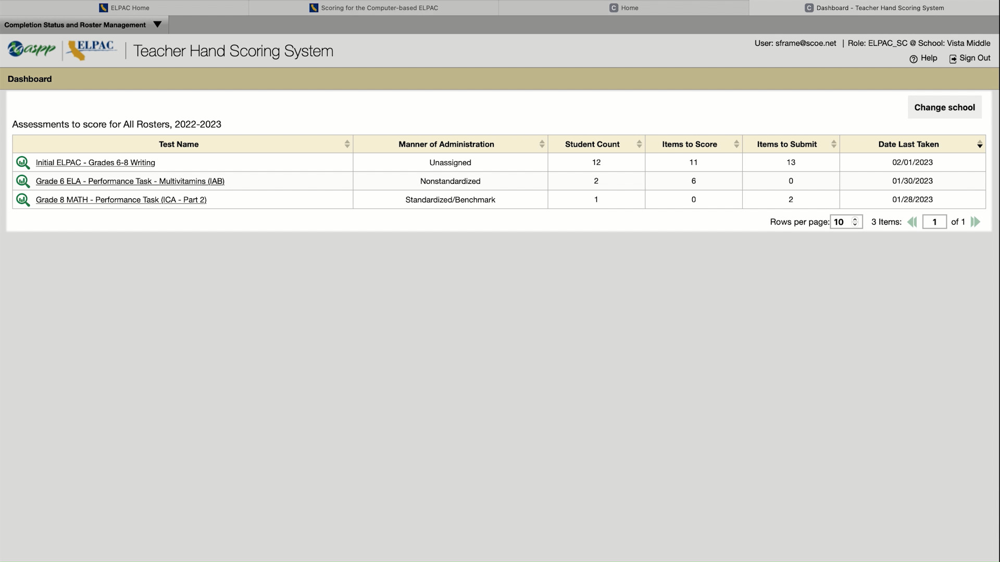 ELPAC Home
Scoring for the Computer-based ELPAC
C Home
C Dashboard - Teacher Hand Scoring System
Completion Status and Roster Management
caaspp | ELPAC | Teacher Hand Scoring System
User: sframe@scoe.net | Role: ELPAC_SC @ School: Vista Middle
Help Sign Out
Dashboard
Change school
Assessments to score for All Rosters, 2022-2023
Test Name Manner of Administration Student Count Items to Score Items to Submit Date Last Taken
Initial ELPAC - Grades 6-8 Writing Unassigned 12 11 13 02/01/2023
Grade 6 ELA - Performance Task - Multivitamins (IAB) Nonstandardized 2 6 0 01/30/2023
Grade 8 MATH - Performance Task (ICA - Part 2) Standardized/Benchmark 1 0 2 01/28/2023
Rows per page: 10 3 Items: 1 of 1